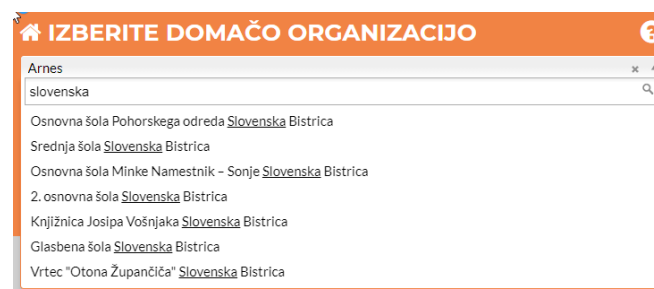 IZBERITE DOMAČO ORGANIZACIJO
Arnes
slovenska
Osnovna šola Pohorskega odreda Slovenska Bistrica
Srednja šola Slovenska Bistrica
Osnovna šola Minke Namestnik – Sonje Slovenska Bistrica
2. osnovna šola Slovenska Bistrica
Knjižnica Josipa Vošnjaka Slovenska Bistrica
Glasbena šola Slovenska Bistrica
Vrtec "Otona Župančiča" Slovenska Bistrica